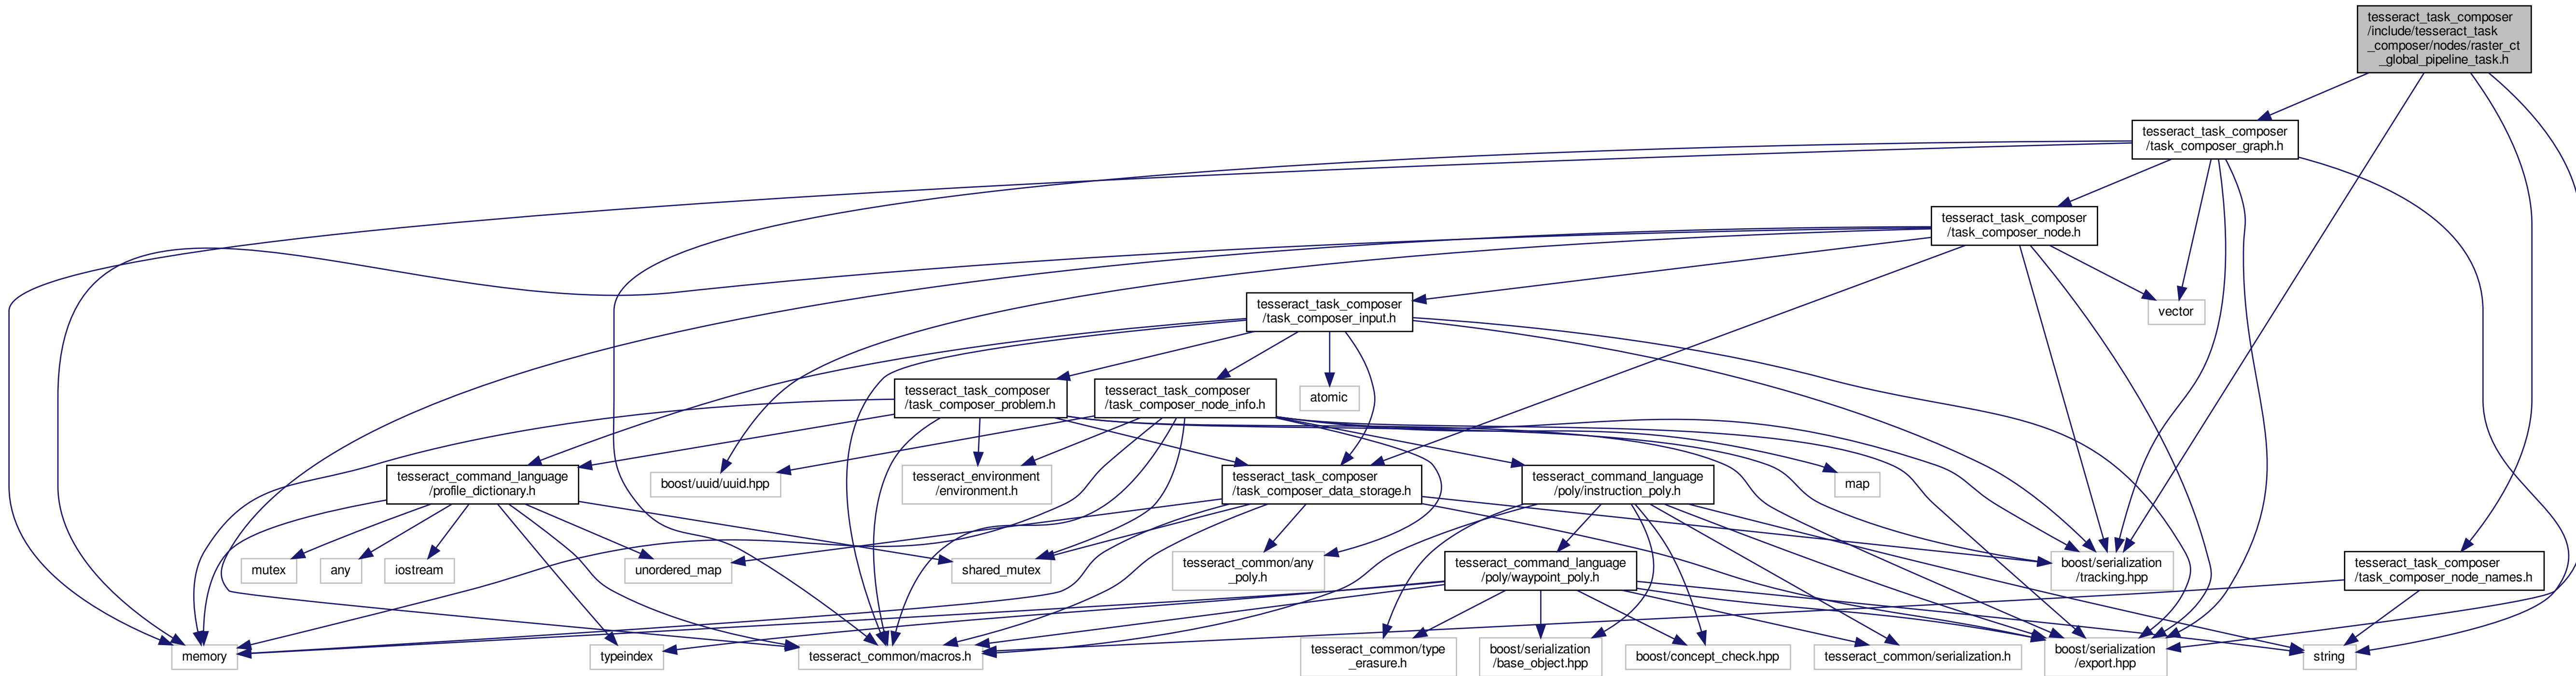 tesseract_task_composer
/include/tesseract_task
_composer/nodes/raster_ct
_global_pipeline_task.h
tesseract_task_composer
/task_composer_graph.h
tesseract_task_composer
/task_composer_node.h
tesseract_task_composer
/task_composer_input.h
vector
tesseract_task_composer
/task_composer_problem.h
tesseract_task_composer
/task_composer_node_info.h
atomic
tesseract_command_language
/profile_dictionary.h
boost/uuid/uuid.hpp
tesseract_environment
/environment.h
tesseract_task_composer
/task_composer_data_storage.h
tesseract_command_language
/poly/instruction_poly.h
map
mutex
any
iostream
unordered_map
shared_mutex
tesseract_common/any
_poly.h
tesseract_command_language
/poly/waypoint_poly.h
boost/serialization
/tracking.hpp
tesseract_task_composer
/task_composer_node_names.h
memory
typeindex
tesseract_common/macros.h
tesseract_common/type
_erasure.h
boost/serialization
/base_object.hpp
boost/concept_check.hpp
tesseract_common/serialization.h
boost/serialization
/export.hpp
string